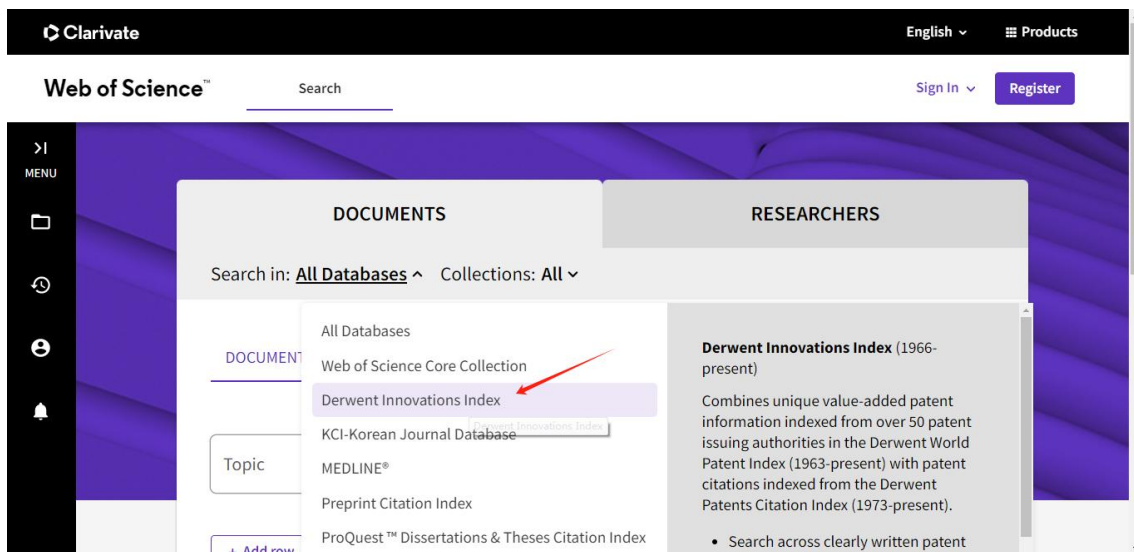 Clarivate
English
Products
Web of Science™
Search
Sign In
Register
MENU
DOCUMENTS
RESEARCHERS
Search in: All Databases Collections: All
All Databases
Web of Science Core Collection
Derwent Innovations Index
Derwent Innovations Index
KCI-Korean Journal Database
MEDLINE®
Preprint Citation Index
ProQuest ™ Dissertations & Theses Citation Index
DOCUMENT
Topic
+ Add row
Derwent Innovations Index (1966-
present)
Combines unique value-added patent
information indexed from over 50 patent
issuing authorities in the Derwent World
Patent Index (1963-present) with patent
citations indexed from the Derwent
Patents Citation Index (1973-present).
• Search across clearly written patent